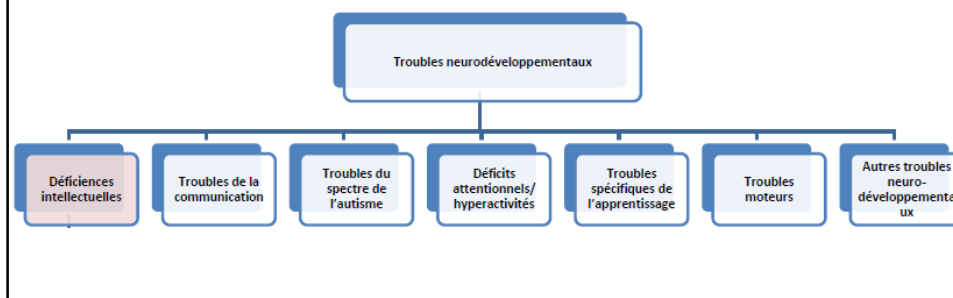 Troubles neurodéveloppementaux
Déficiences
intellectuelles
Troubles de la
communication
Troubles du
spectre de
l'autisme
Déficits
attentionnels/
hyperactivités
Troubles
spécifiques de
l'apprentissage
Troubles
moteurs
Autres troubles
neuro-
développementa
ux